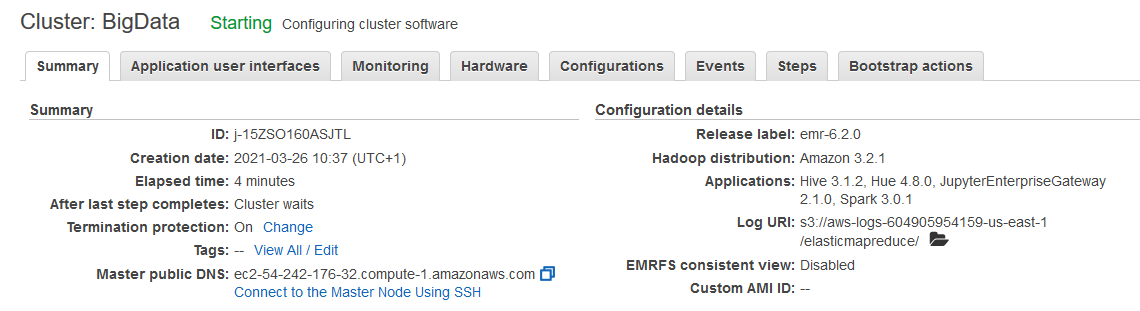 Cluster: BigData Starting Configuring cluster software
Summary Application user interfaces Monitoring Hardware Configurations Events Steps Bootstrap actions
Summary
ID: j-15ZSO160ASJTL
Creation date: 2021-03-26 10:37 (UTC+1)
Elapsed time: 4 minutes
After last step completes: Cluster waits
Termination protection: On Change
Tags: -- View All / Edit
Master public DNS: ec2-54-242-176-32.compute-1.amazonaws.com
Connect to the Master Node Using SSH
Configuration details
Release label: emr-6.2.0
Hadoop distribution: Amazon 3.2.1
Applications: Hive 3.1.2, Hue 4.8.0, JupyterEnterpriseGateway
2.1.0, Spark 3.0.1
Log URI: s3://aws-logs-604905954159-us-east-1
/elasticmapreduce/
EMRFS consistent view: Disabled
Custom AMI ID: --